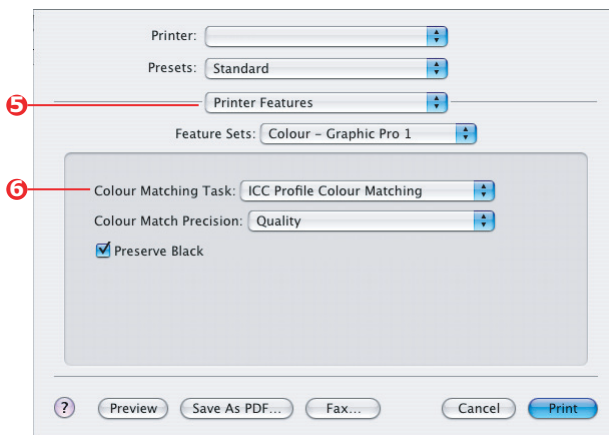 Printer:
Presets: Standard
5 Printer Features
Feature Sets: Colour - Graphic Pro 1
6 Colour Matching Task: ICC Profile Colour Matching
Colour Match Precision: Quality
Preserve Black
? Preview Save As PDF... Fax... Cancel Print